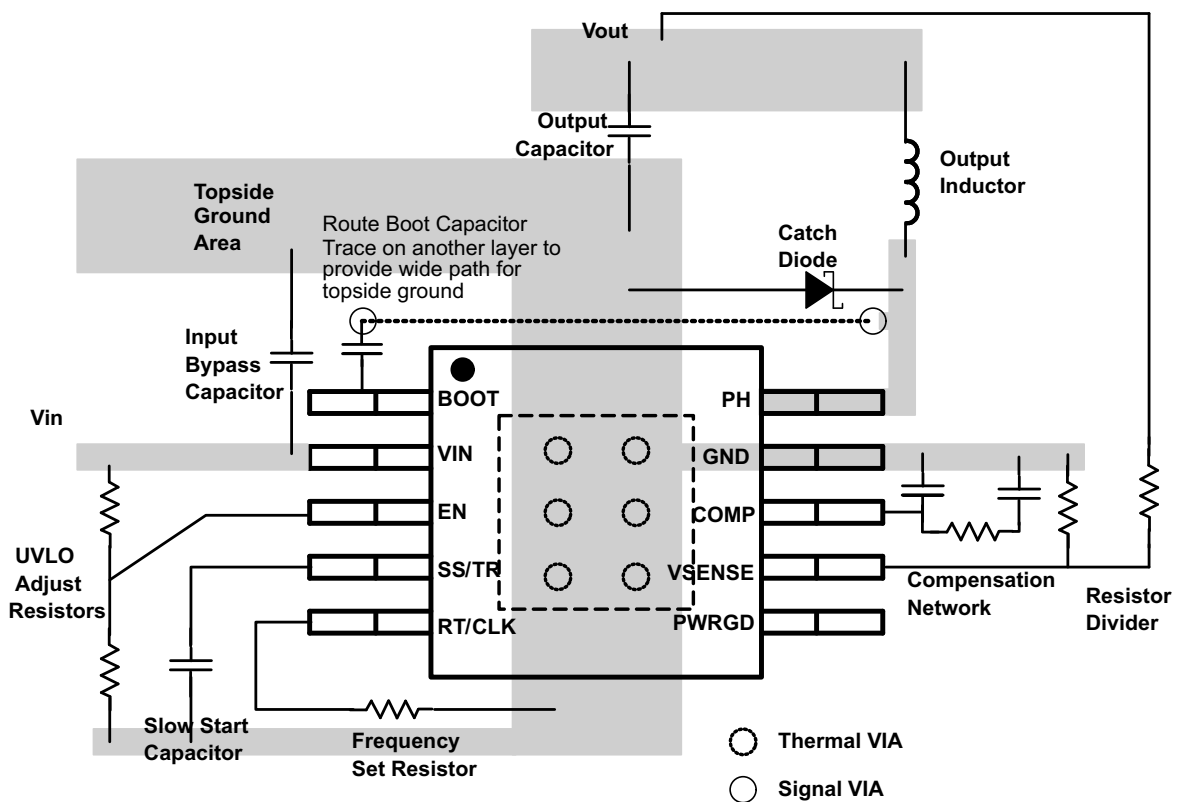 Vout
Output
Capacitor
Output
Inductor
Topside
Ground
Area
Route Boot Capacitor
Trace on another layer to
provide wide path for
topside ground
Catch
Diode
Input
Bypass
Capacitor
Vin
BOOT
VIN
EN
SS/TR
RT/CLK
PH
GND
COMP
VSENSE
PWRGD
UVLO
Adjust
Resistors
Compensation
Network
Resistor
Divider
Slow Start
Capacitor
Frequency
Set Resistor
Thermal VIA
Signal VIA